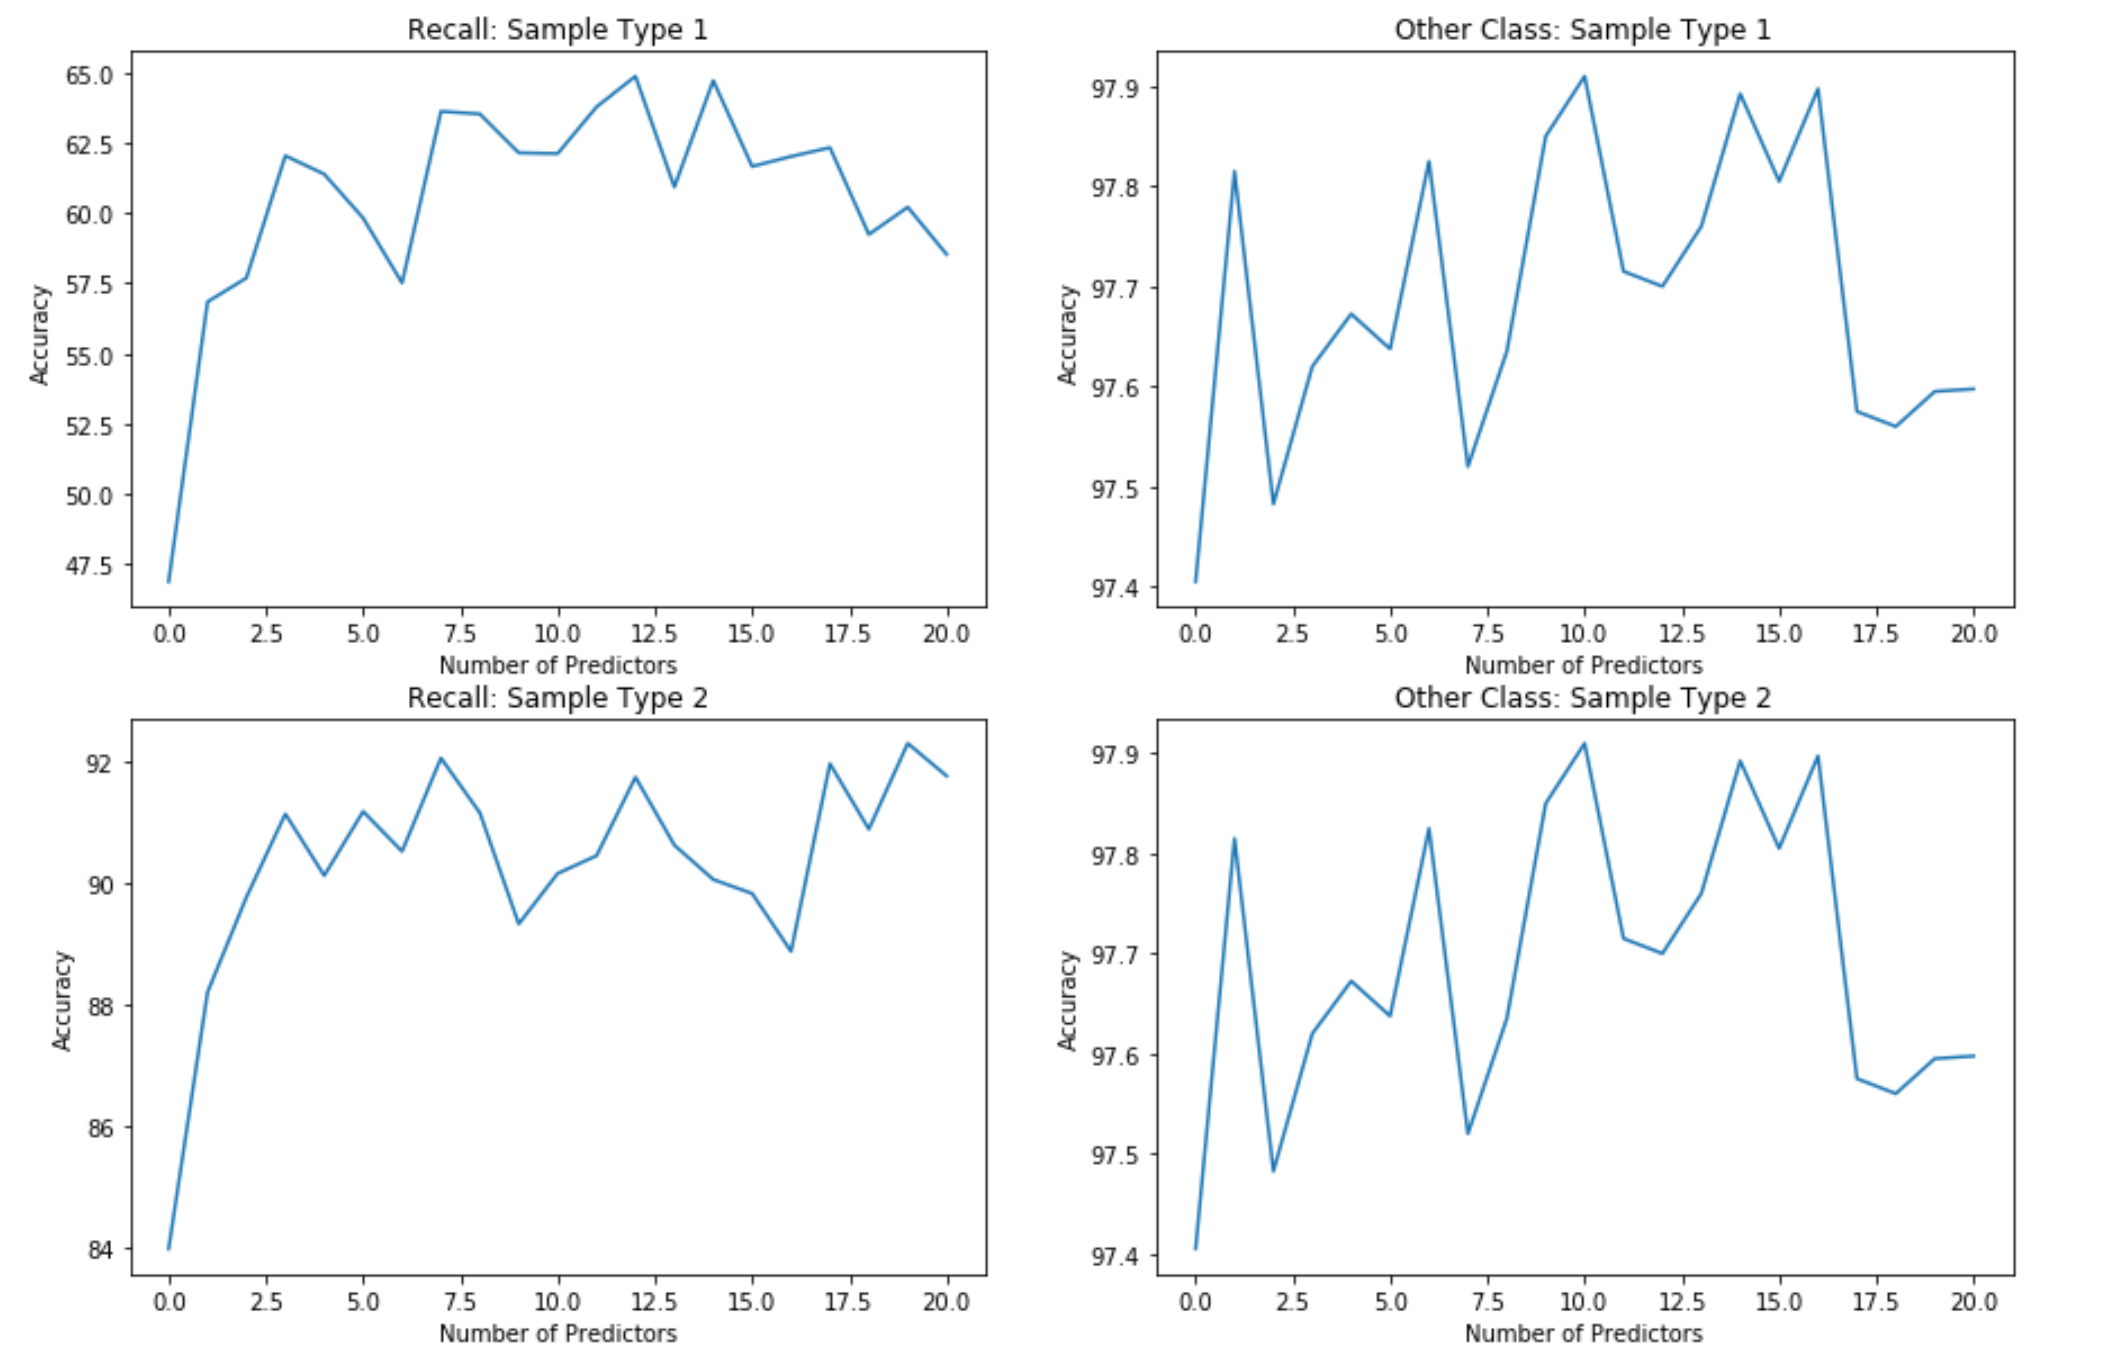 Recall: Sample Type 1
65.0
62.5
60.0
57.5
55.0
52.5
50.0
47.5
Accuracy
0.0 2.5 5.0 7.5 10.0 12.5 15.0 17.5 20.0
Number of Predictors
Other Class: Sample Type 1
97.9
97.8
97.7
97.6
97.5
97.4
Accuracy
0.0 2.5 5.0 7.5 10.0 12.5 15.0 17.5 20.0
Number of Predictors
Recall: Sample Type 2
92
90
88
86
84
Accuracy
0.0 2.5 5.0 7.5 10.0 12.5 15.0 17.5 20.0
Number of Predictors
Other Class: Sample Type 2
97.9
97.8
97.7
97.6
97.5
97.4
Accuracy
0.0 2.5 5.0 7.5 10.0 12.5 15.0 17.5 20.0
Number of Predictors